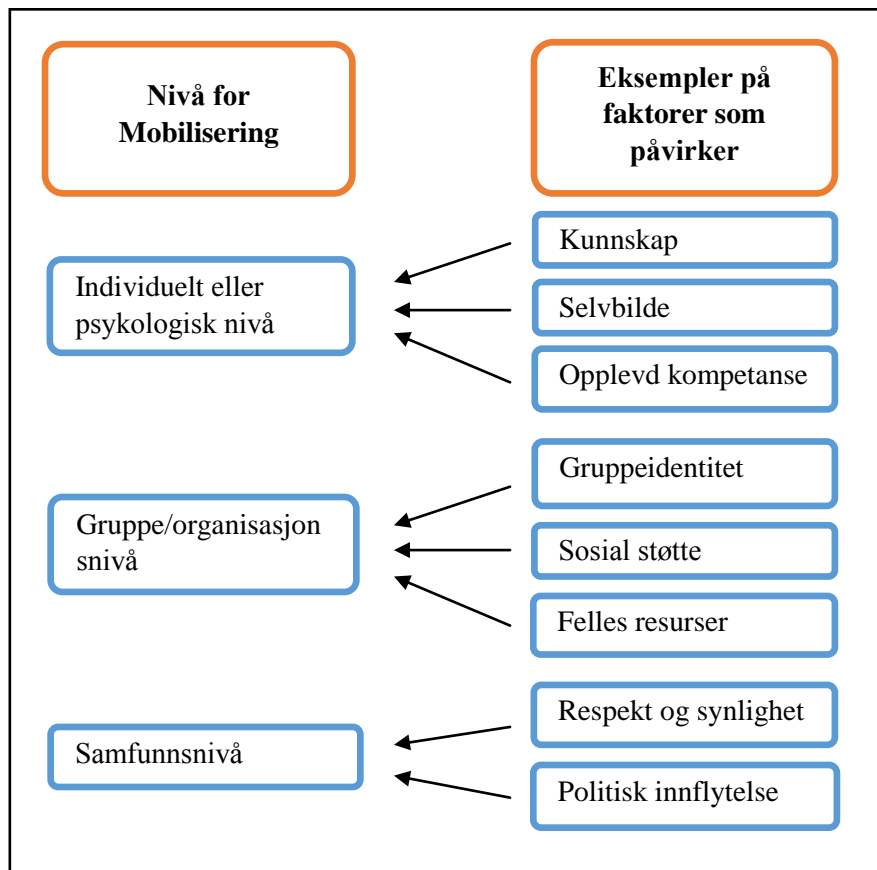 Nivå for
Mobilisering
Eksempler på
faktorer som
påvirker
Individuelt eller
psykologisk nivå
Kunnskap
Selvbilde
Opplevd kompetanse
Gruppe/organisasjon
snivå
Gruppeidentitet
Sosial støtte
Felles resurser
Samfunnsnivå
Respekt og synlighet
Politisk innflytelse